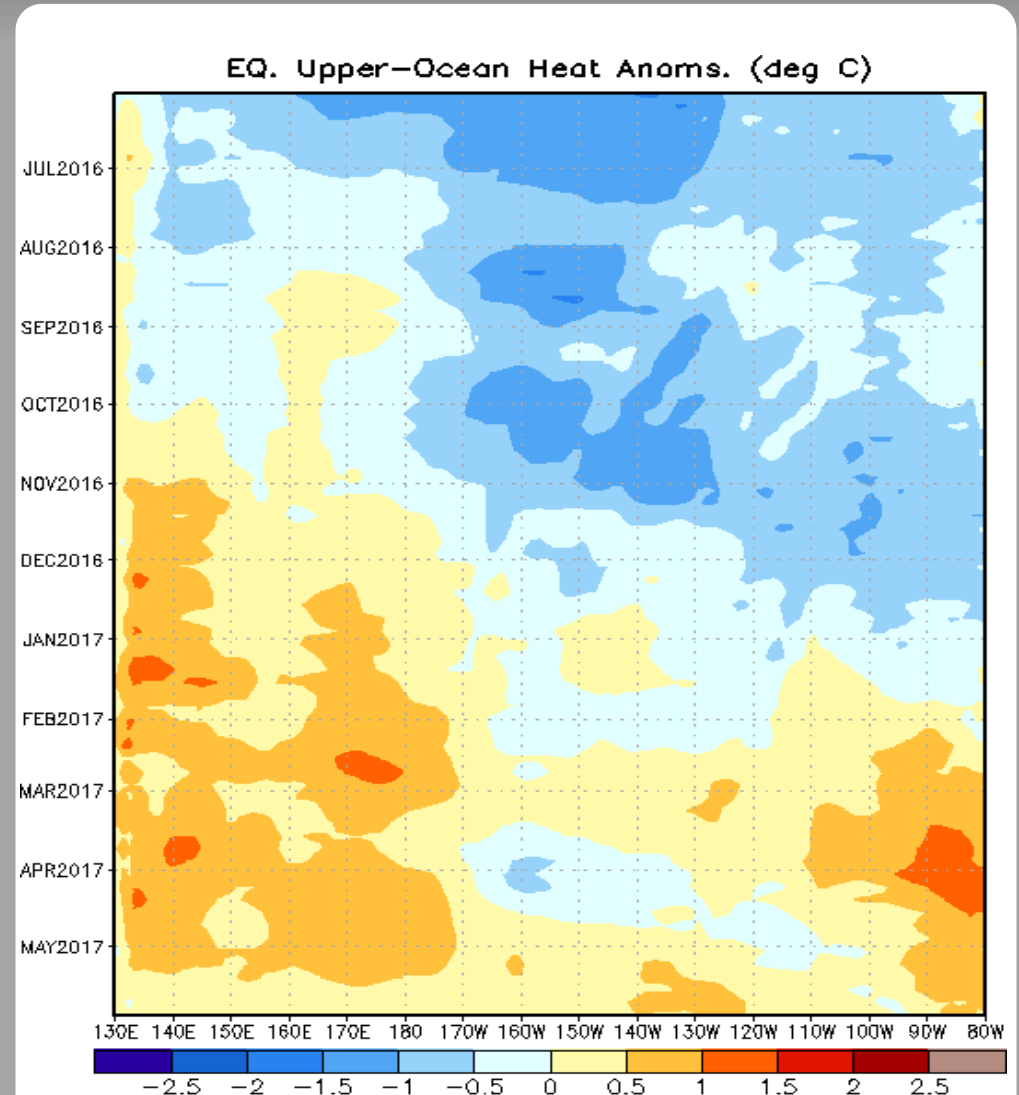 EQ. Upper-Ocean Heat Anoms. (deg C)
JUL2016
AUG2016
SEP2016
OCT2016
NOV2016
DEC2016
JAN2017
FEB2017
MAR2017
APR2017
MAY2017
130E 140E 150E 160E 170E 180 170W 160W 150W 140W 130W 120W 110W 100W 90W 80W
-2.5 -2 -1.5 -1 -0.5 0 0.5 1 1.5 2 2.5